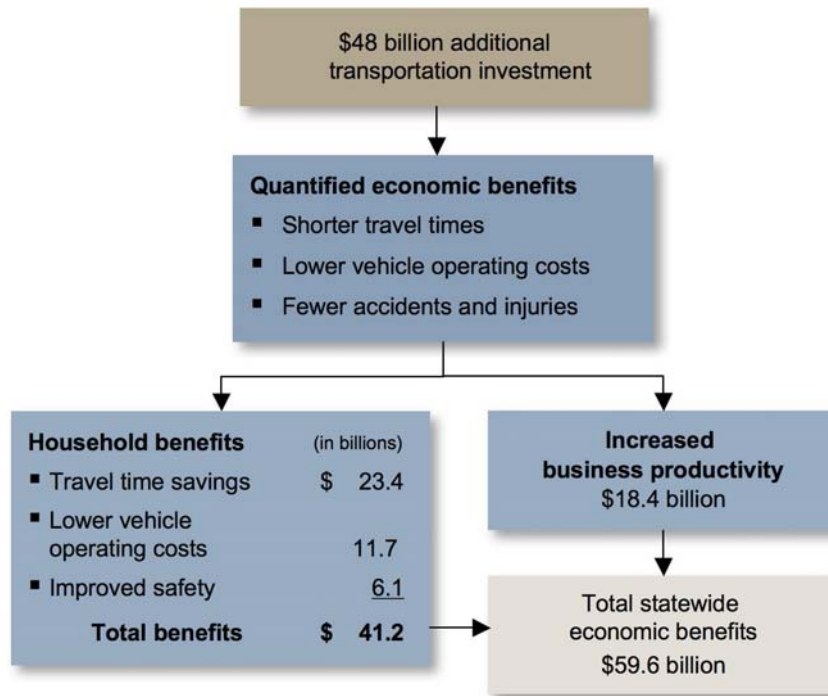 $48 billion additional
transportation investment
Quantified economic benefits
▪ Shorter travel times
▪ Lower vehicle operating costs
▪ Fewer accidents and injuries
Household benefits (in billions)
▪ Travel time savings $ 23.4
▪ Lower vehicle
operating costs 11.7
▪ Improved safety 6.1
Total benefits $ 41.2
Increased
business productivity
$18.4 billion
Total statewide
economic benefits
$59.6 billion